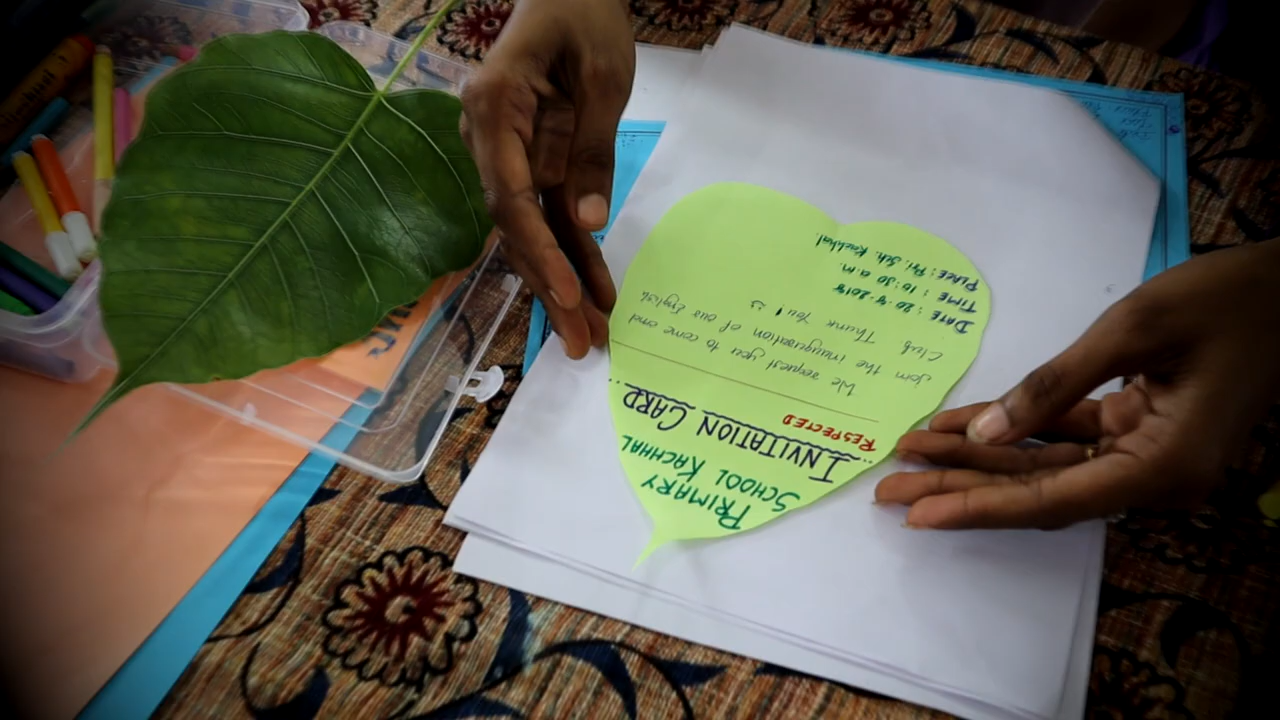 PRIMARY
SCHOOL KACHHAL
..INVITATION CARD...
RESPECTED
We request you to come and
join the inauguration of our English
Club Thank You!
DATE : 20-9-2018
TIME : 10:30 a.m.
PLACE : Pri. Sch. Kachhal.